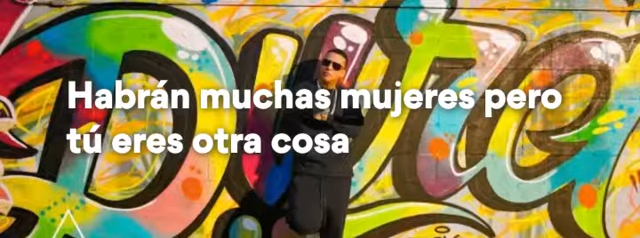 Habrán muchas mujeres pero
tú eres otra cosa